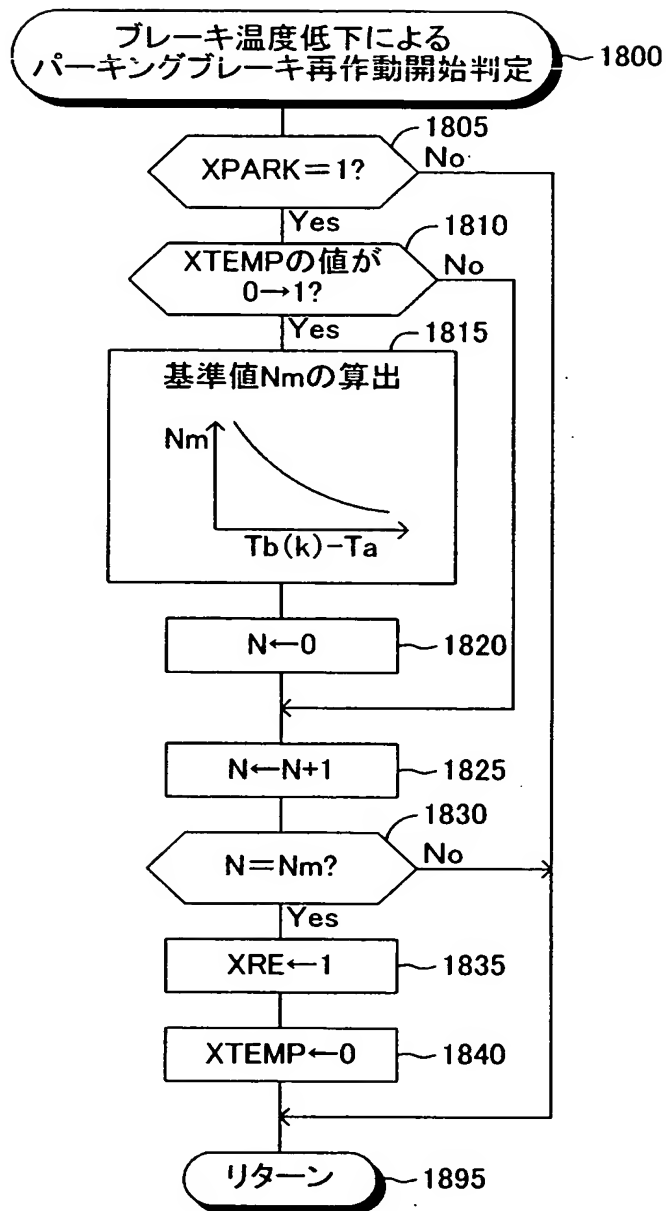 ブレーキ温度低下による
パーキングブレーキ再作動開始判定
1800
1805
XPARK=1?
No
Yes
1810
XTEMPの値が
0→1?
No
Yes
1815
基準値Nmの算出
Nm
Tb(k)-Ta
N←0
1820
N←N+1
1825
1830
N=Nm?
No
Yes
XRE←1
1835
XTEMP←0
1840
リターン
1895